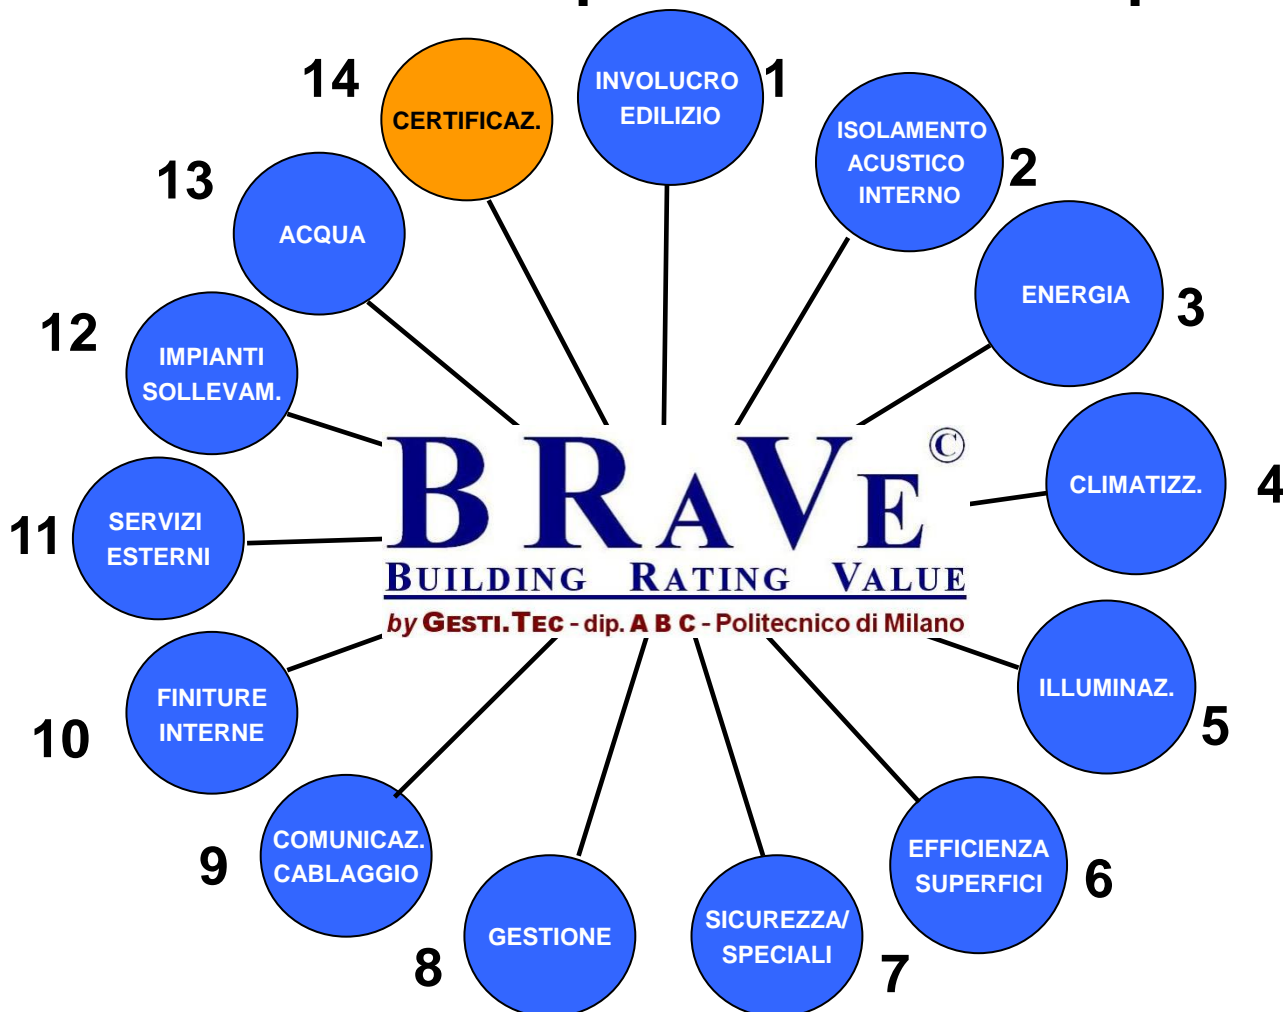 1
INVOLUCRO
EDILIZIO
2
ISOLAMENTO
ACUSTICO
INTERNO
3
ENERGIA
4
CLIMATIZZ.
5
ILLUMINAZ.
6
EFFICIENZA
SUPERFICI
7
SICUREZZA/
SPECIALI
8
GESTIONE
9
COMUNICAZ.
CABLAGGIO
10
FINITURE
INTERNE
11
SERVIZI
ESTERNI
12
IMPIANTI
SOLLEVAM.
13
ACQUA
14
CERTIFICAZ.
BRAVE ©
BUILDING RATING VALUE
by GESTI.TEC - dip. A B C - Politecnico di Milano